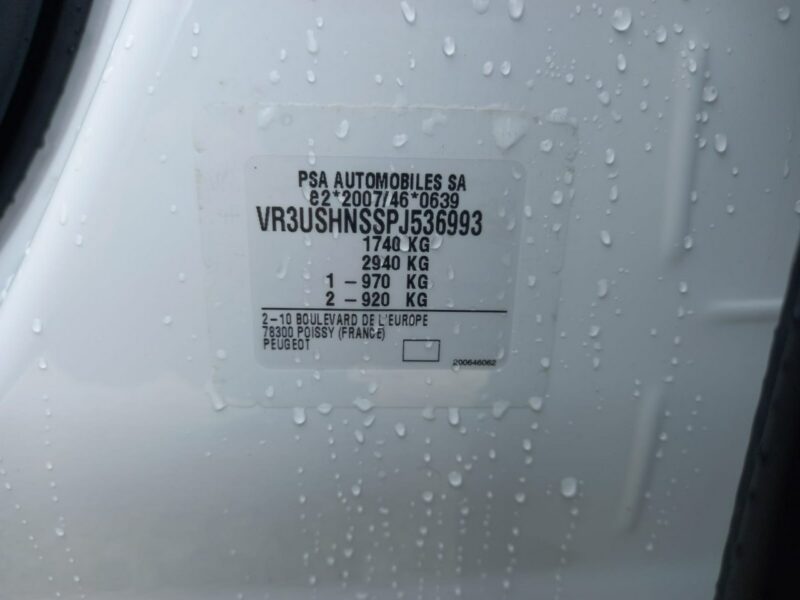 PSA AUTOMOBILES SA
e2*2007/46*0639
VR3USHNSSPJ536993
1740 KG
2940 KG
1 – 970 KG
2 – 920 KG
2–10 BOULEVARD DE L'EUROPE
78300 POISSY (FRANCE)
PEUGEOT
200646062